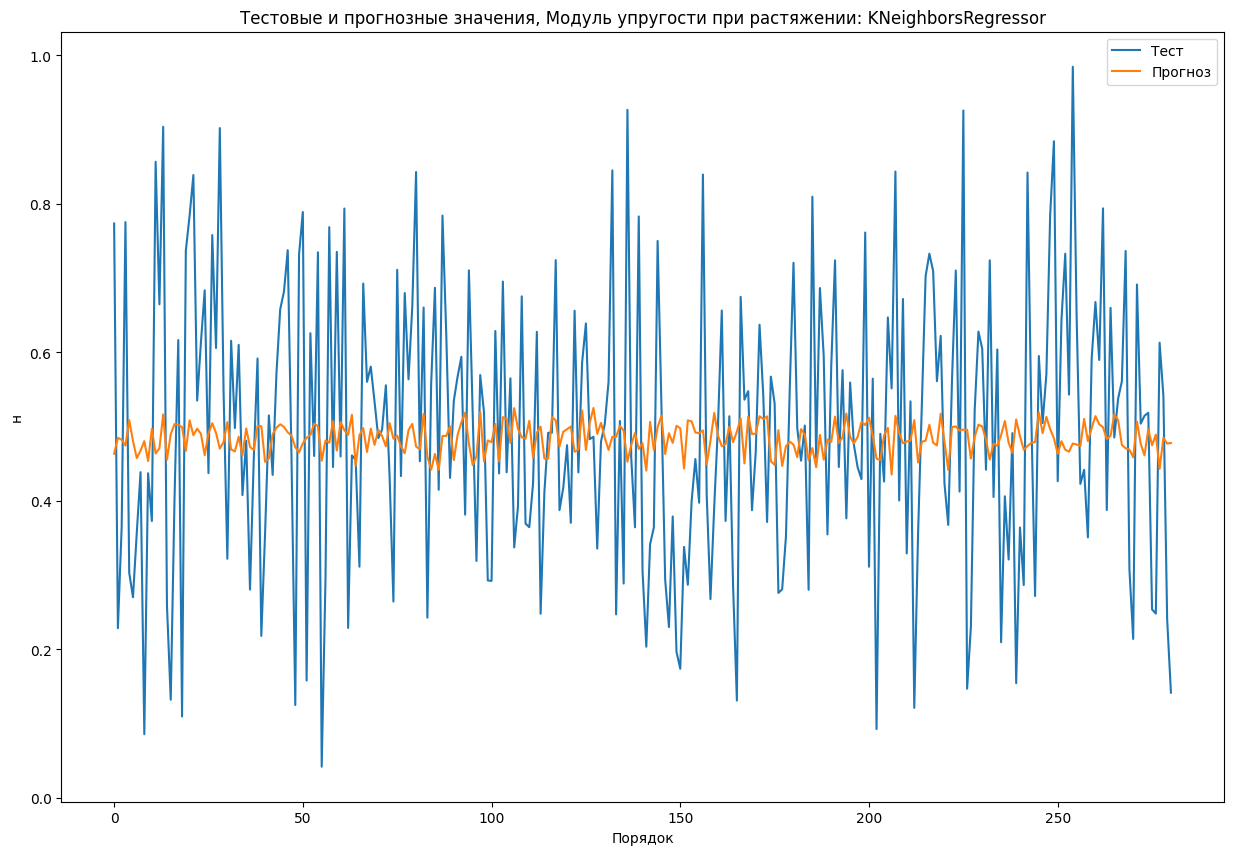 Тестовые и прогнозные значения, Модуль упругости при растяжении: KNeighborsRegressor
Тест
Прогноз
1.0
0.8
0.6
0.4
0.2
0.0
н
0
50
100
150
200
250
Порядок